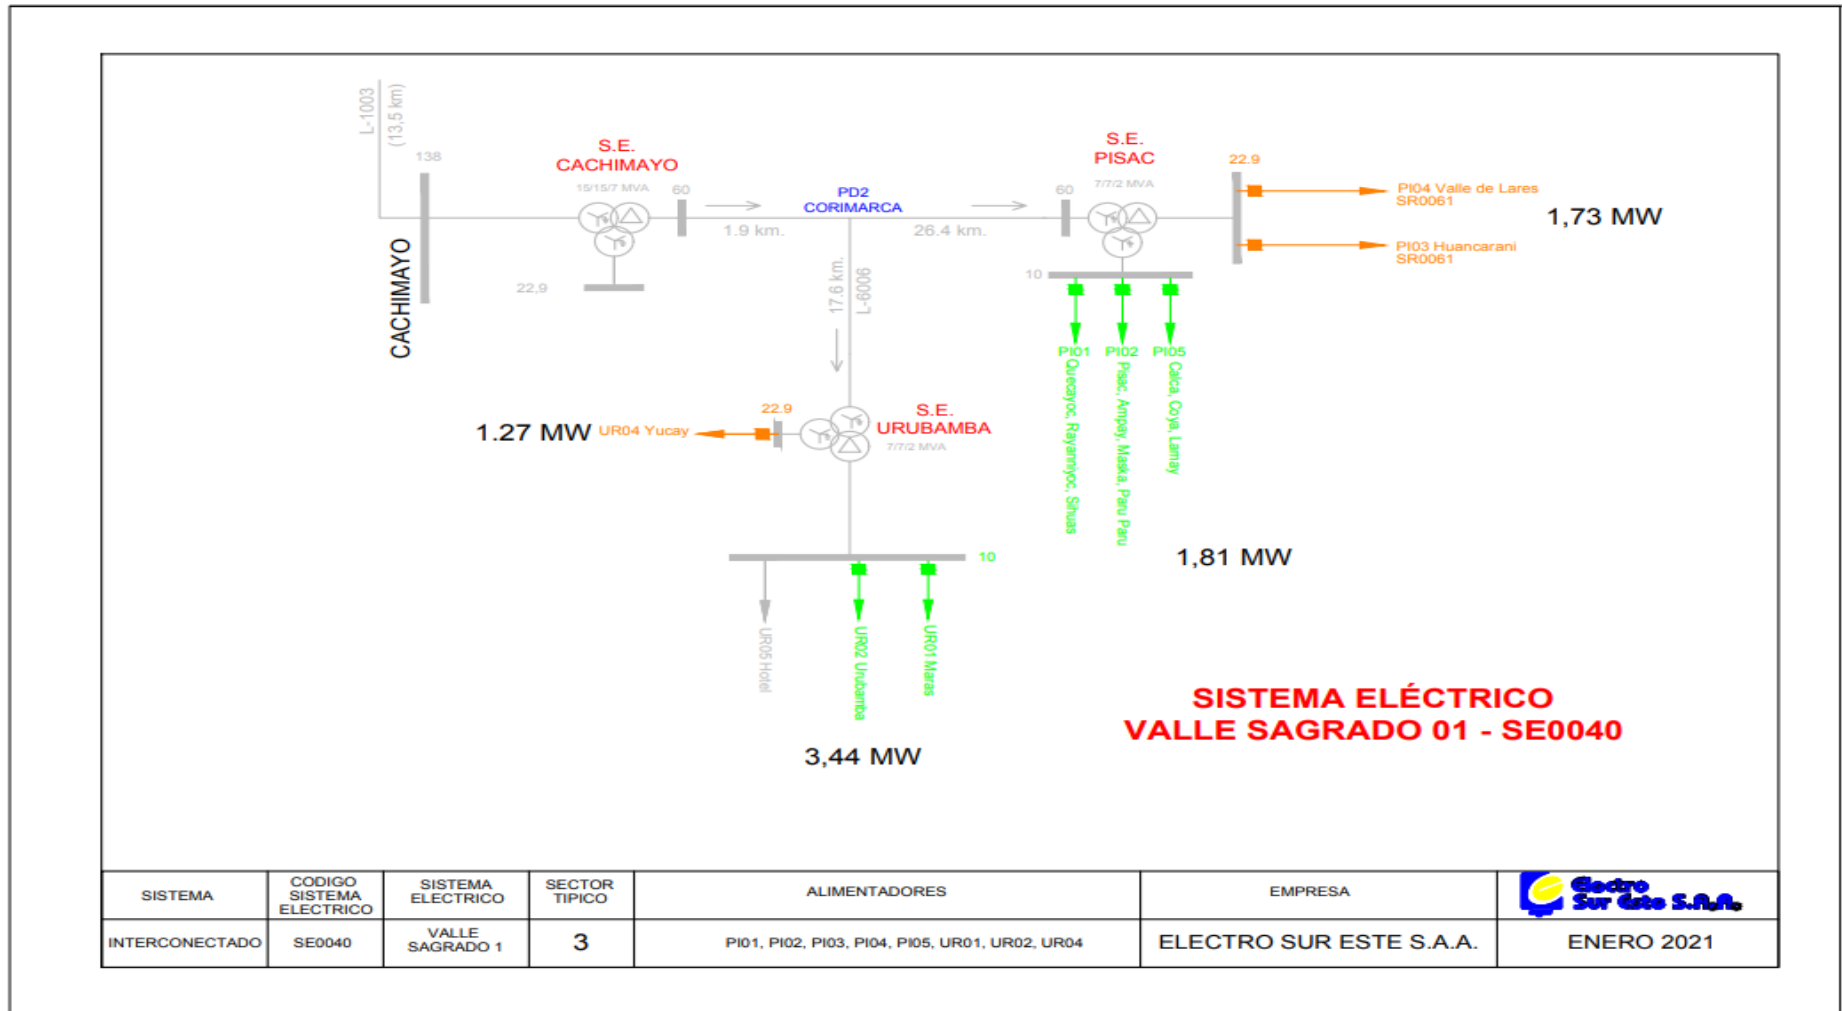 L-1003
(13,5 km)
138
CACHIMAYO
S.E.
CACHIMAYO
15/15/7 MVA
60
22,9
1.9 km.
PD2
CORIMARCA
26.4 km.
17.6 km.
L-6006
S.E.
PISAC
60
7/7/2 MVA
22.9
PI04 Valle de Lares
SR0061
1,73 MW
PI03 Huancarani
SR0061
10
PI01
Quecayoc, Rayanniyoc, Sihuas
PI02
Pisac, Ampay, Maska, Paru Paru
PI05
Calca, Coya, Lamay
1,81 MW
1.27 MW
UR04 Yucay
22.9
S.E.
URUBAMBA
7/7/2 MVA
10
UR05 Hotel
UR02 Urubamba
UR01 Maras
3,44 MW
SISTEMA ELÉCTRICO
VALLE SAGRADO 01 - SE0040
SISTEMA
CODIGO
SISTEMA
ELECTRICO
SISTEMA
ELECTRICO
SECTOR
TIPICO
ALIMENTADORES
EMPRESA
Electro
Sur Este S.A.A.
INTERCONECTADO
SE0040
VALLE
SAGRADO 1
3
PI01, PI02, PI03, PI04, PI05, UR01, UR02, UR04
ELECTRO SUR ESTE S.A.A.
ENERO 2021